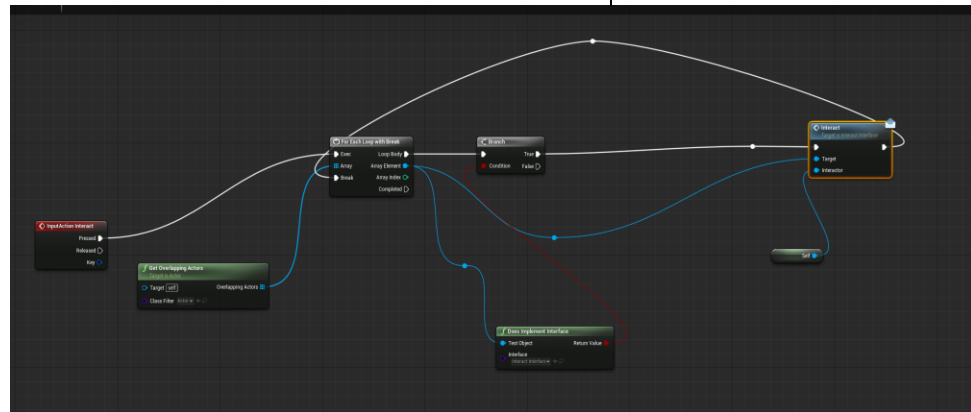 InputAction Interact
Pressed
Released
Key
f Get Overlapping Actors
Target is Actor
Target self
Overlapping Actors
Class Filter Actor
For Each Loop with Break
Exec
Loop Body
Array
Array Element
Break
Array Index
Completed
Branch
True
Condition
False
f Does Implement Interface
Test Object
Return Value
Interface
Interact Interface
Interact
Target is Interact Interface
Target
Interactor
Self